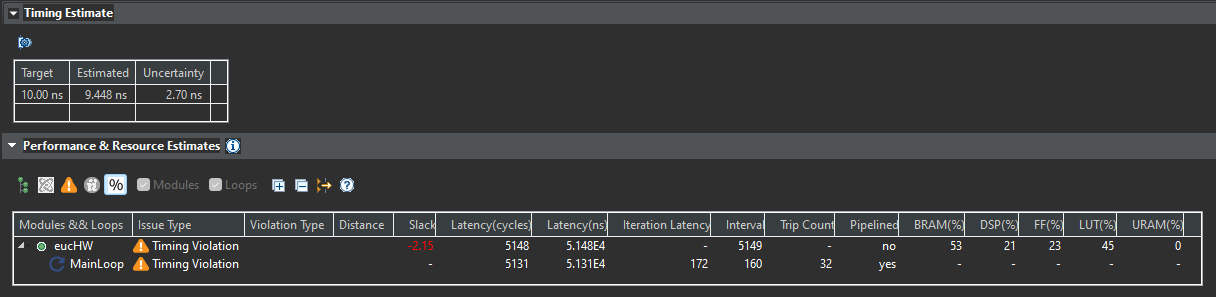 Timing Estimate
Target Estimated Uncertainty
10.00 ns 9.448 ns 2.70 ns
Performance & Resource Estimates
% Modules Loops
Modules && Loops Issue Type Violation Type Distance Slack Latency(cycles) Latency(ns) Iteration Latency Interval Trip Count Pipelined BRAM(%) DSP(%) FF(%) LUT(%) URAM(%)
eucHW Timing Violation -2.15 5148 5.148E4 - 5149 - no 53 21 23 45 0
MainLoop Timing Violation - 5131 5.131E4 172 160 32 yes - - - - -